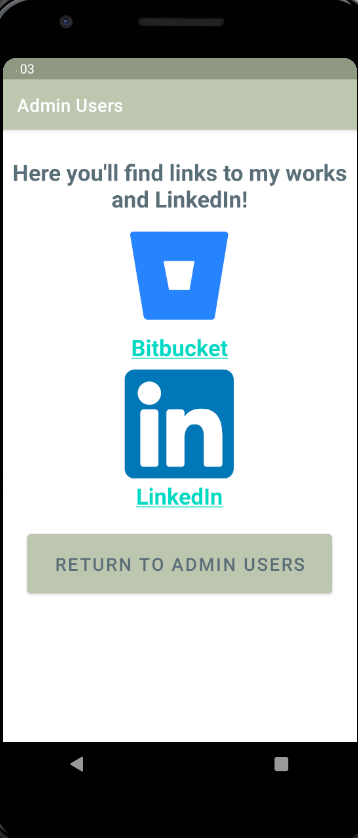 03
Admin Users
Here you'll find links to my works
and LinkedIn!
Bitbucket
in
LinkedIn
RETURN TO ADMIN USERS